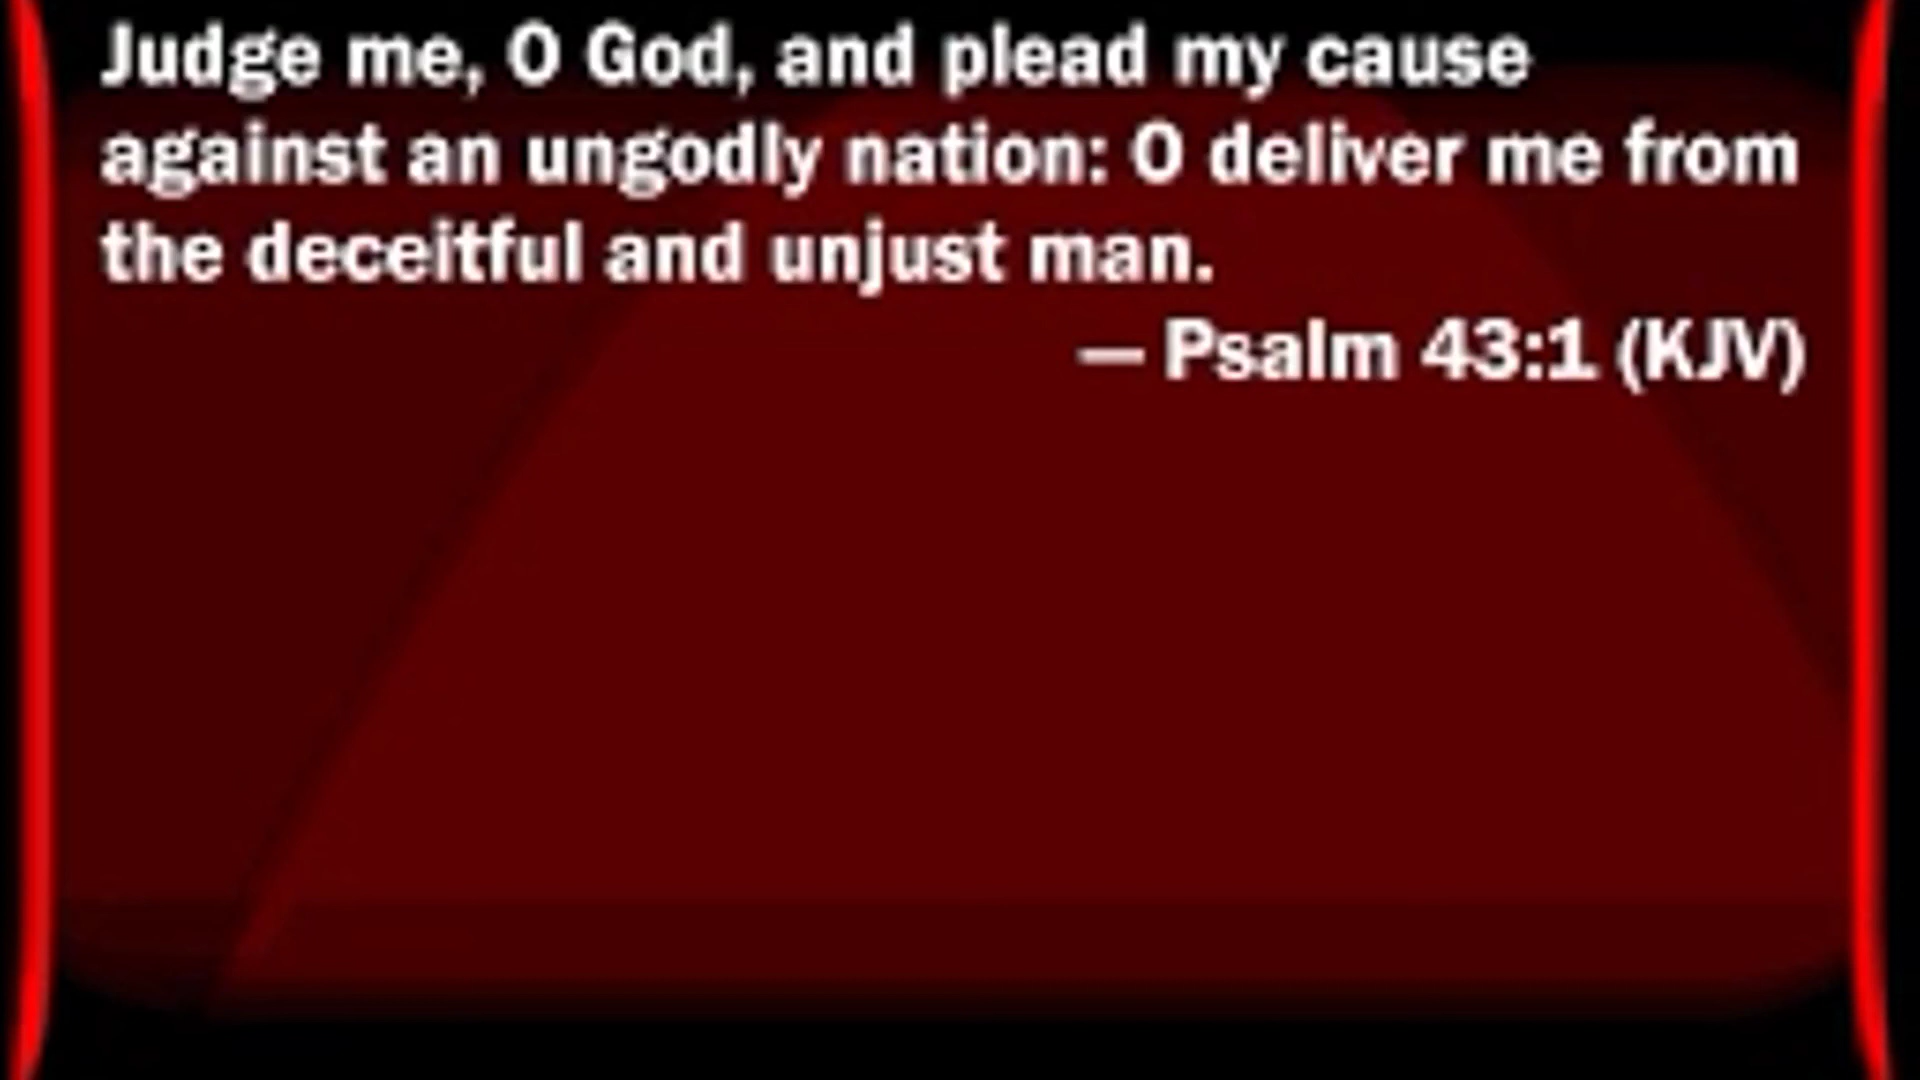 Judge me, O God, and plead my cause
against an ungodly nation: O deliver me from
the deceitful and unjust man.
— Psalm 43:1 (KJV)